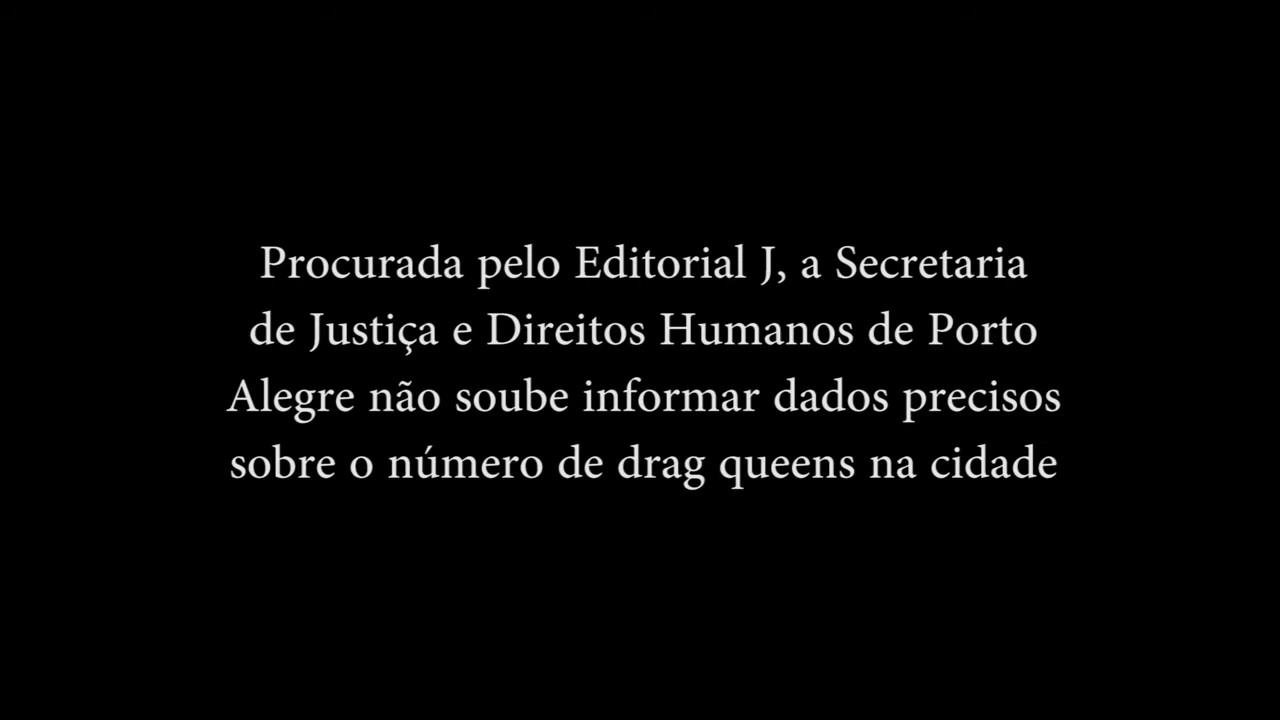 Procurada pelo Editorial J, a Secretaria
de Justiça e Direitos Humanos de Porto
Alegre não soube informar dados precisos
sobre o número de drag queens na cidade